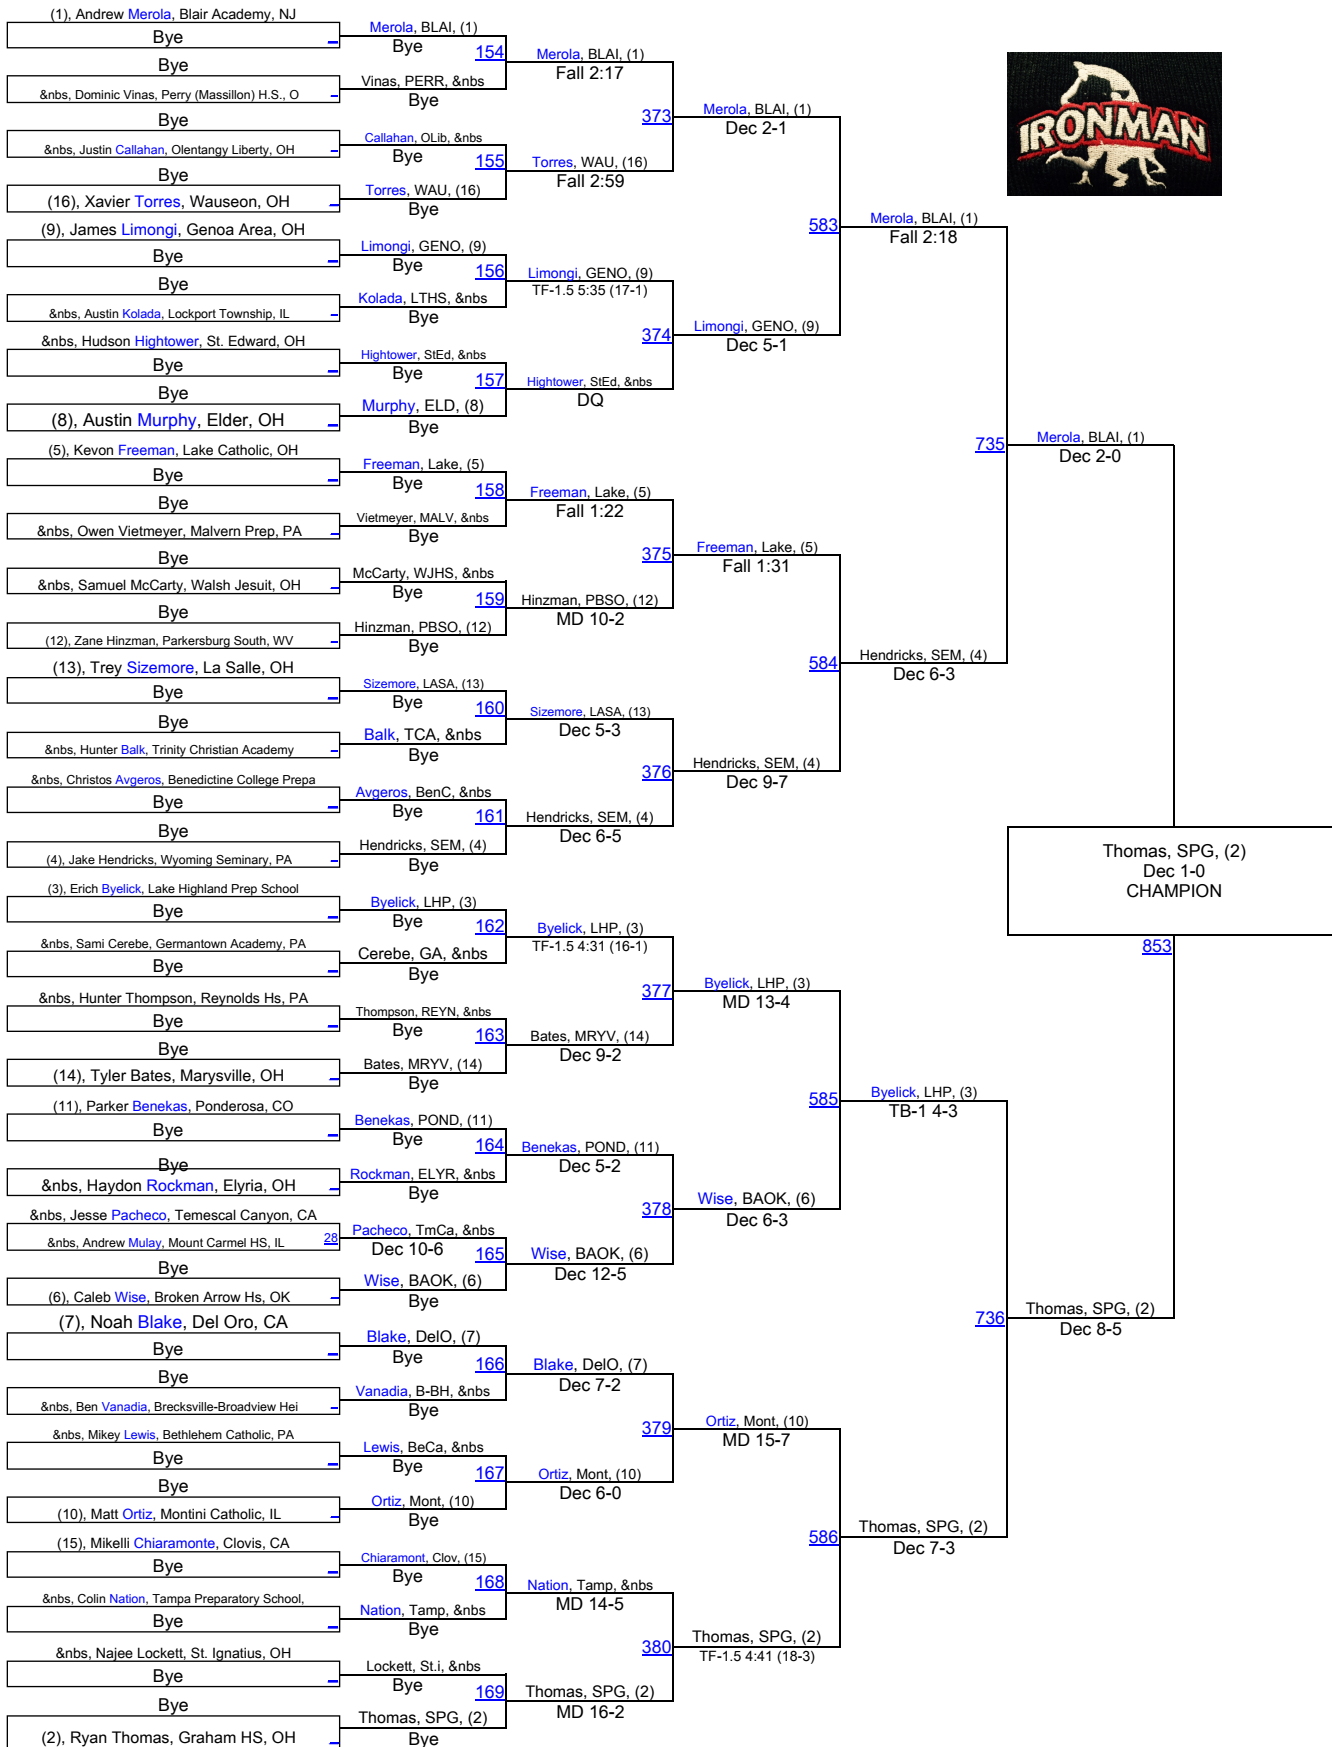 (1), Andrew Merola, Blair Academy, NJ
Bye
Bye
&nbs, Dominic Vinas, Perry (Massillon) H.S., O
Bye
&nbs, Justin Callahan, Olentangy Liberty, OH
Bye
(16), Xavier Torres, Wauseon, OH
(9), James Limongi, Genoa Area, OH
Bye
Bye
&nbs, Austin Kolada, Lockport Township, IL
&nbs, Hudson Hightower, St. Edward, OH
Bye
Bye
(8), Austin Murphy, Elder, OH
(5), Kevon Freeman, Lake Catholic, OH
Bye
Bye
&nbs, Owen Vietmeyer, Malvern Prep, PA
Bye
&nbs, Samuel McCarty, Walsh Jesuit, OH
Bye
(12), Zane Hinzman, Parkersburg South, WV
(13), Trey Sizemore, La Salle, OH
Bye
Bye
&nbs, Hunter Balk, Trinity Christian Academy
&nbs, Christos Avgeros, Benedictine College Prepa
Bye
Bye
(4), Jake Hendricks, Wyoming Seminary, PA
(3), Erich Byelick, Lake Highland Prep School
Bye
&nbs, Sami Cerebe, Germantown Academy, PA
Bye
&nbs, Hunter Thompson, Reynolds Hs, PA
Bye
Bye
(14), Tyler Bates, Marysville, OH
(11), Parker Benekas, Ponderosa, CO
Bye
Bye
&nbs, Haydon Rockman, Elyria, OH
&nbs, Jesse Pacheco, Temescal Canyon, CA
&nbs, Andrew Mulay, Mount Carmel HS, IL
28
Bye
(6), Caleb Wise, Broken Arrow Hs, OK
(7), Noah Blake, Del Oro, CA
Bye
Bye
&nbs, Ben Vanadia, Brecksville-Broadview Hei
&nbs, Mikey Lewis, Bethlehem Catholic, PA
Bye
Bye
(10), Matt Ortiz, Montini Catholic, IL
(15), Mikelli Chiaramonte, Clovis, CA
Bye
&nbs, Colin Nation, Tampa Preparatory School,
Bye
&nbs, Najee Lockett, St. Ignatius, OH
Bye
Bye
(2), Ryan Thomas, Graham HS, OH
Merola, BLAI, (1)
Bye
154
Vinas, PERR, &nbs
Bye
Callahan, OLib, &nbs
Bye
155
Torres, WAU, (16)
Bye
Limongi, GENO, (9)
Bye
156
Kolada, LTHS, &nbs
Bye
Hightower, StEd, &nbs
Bye
157
Murphy, ELD, (8)
Bye
Freeman, Lake, (5)
Bye
158
Vietmeyer, MALV, &nbs
Bye
McCarty, WJHS, &nbs
Bye
159
Hinzman, PBSO, (12)
Bye
Sizemore, LASA, (13)
Bye
160
Balk, TCA, &nbs
Bye
Avgeros, BenC, &nbs
Bye
161
Hendricks, SEM, (4)
Bye
Byelick, LHP, (3)
Bye
162
Cerebe, GA, &nbs
Bye
Thompson, REYN, &nbs
Bye
163
Bates, MRYV, (14)
Bye
Benekas, POND, (11)
Bye
164
Rockman, ELYR, &nbs
Bye
Pacheco, TmCa, &nbs
Dec 10-6
165
Wise, BAOK, (6)
Bye
Blake, DelO, (7)
Bye
166
Vanadia, B-BH, &nbs
Bye
Lewis, BeCa, &nbs
Bye
167
Ortiz, Mont, (10)
Bye
Chiaramont, Clov, (15)
Bye
168
Nation, Tamp, &nbs
Bye
Lockett, St.i, &nbs
Bye
169
Thomas, SPG, (2)
Bye
Merola, BLAI, (1)
Fall 2:17
373
Torres, WAU, (16)
Fall 2:59
Limongi, GENO, (9)
TF-1.5 5:35 (17-1)
374
Hightower, StEd, &nbs
DQ
Freeman, Lake, (5)
Fall 1:22
375
Hinzman, PBSO, (12)
MD 10-2
Sizemore, LASA, (13)
Dec 5-3
376
Hendricks, SEM, (4)
Dec 6-5
Byelick, LHP, (3)
TF-1.5 4:31 (16-1)
377
Bates, MRYV, (14)
Dec 9-2
Benekas, POND, (11)
Dec 5-2
378
Wise, BAOK, (6)
Dec 12-5
Blake, DelO, (7)
Dec 7-2
379
Ortiz, Mont, (10)
Dec 6-0
Nation, Tamp, &nbs
MD 14-5
380
Thomas, SPG, (2)
MD 16-2
Merola, BLAI, (1)
Dec 2-1
583
Limongi, GENO, (9)
Dec 5-1
Freeman, Lake, (5)
Fall 1:31
584
Hendricks, SEM, (4)
Dec 9-7
Byelick, LHP, (3)
MD 13-4
585
Wise, BAOK, (6)
Dec 6-3
Ortiz, Mont, (10)
MD 15-7
586
Thomas, SPG, (2)
TF-1.5 4:41 (18-3)
Merola, BLAI, (1)
Fall 2:18
735
Hendricks, SEM, (4)
Dec 6-3
Byelick, LHP, (3)
TB-1 4-3
736
Thomas, SPG, (2)
Dec 7-3
IRONMAN
Merola, BLAI, (1)
Dec 2-0
Thomas, SPG, (2)
Dec 1-0
CHAMPION
853
Thomas, SPG, (2)
Dec 8-5